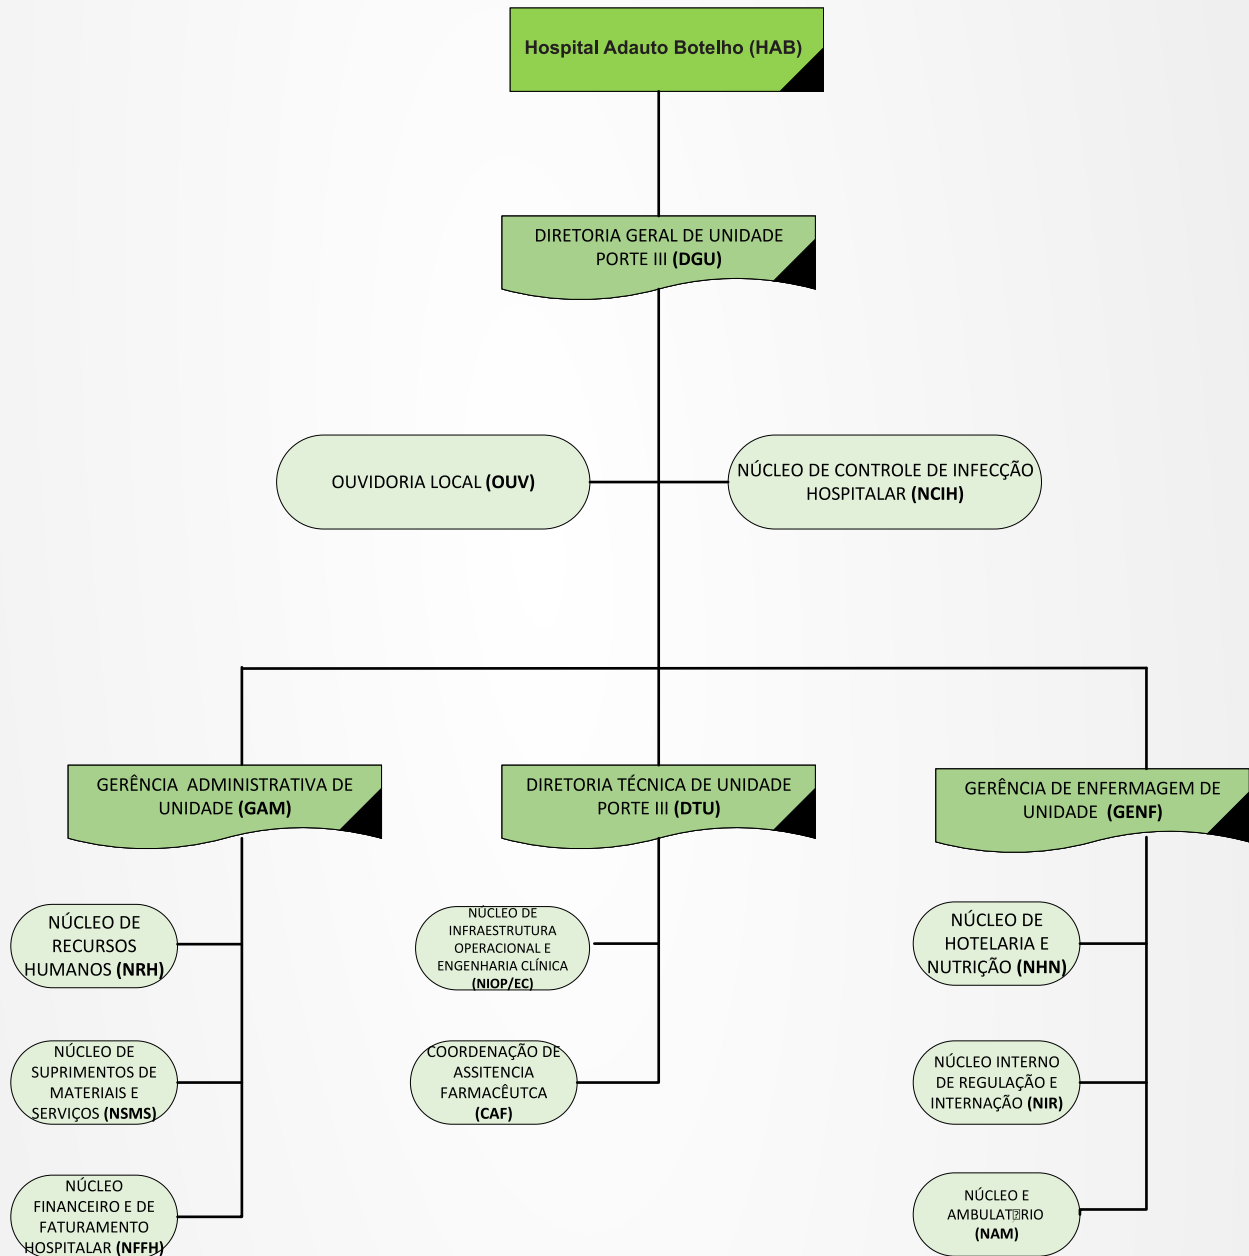 Hospital Adauto Botelho (HAB)
DIRETORIA GERAL DE UNIDADE
PORTE III (DGU)
OUVIDORIA LOCAL (OUV)
NÚCLEO DE CONTROLE DE INFECÇÃO
HOSPITALAR (NCIH)
GERÊNCIA ADMINISTRATIVA DE
UNIDADE (GAM)
DIRETORIA TÉCNICA DE UNIDADE
PORTE III (DTU)
GERÊNCIA DE ENFERMAGEM DE
UNIDADE (GENF)
NÚCLEO DE
RECURSOS
HUMANOS (NRH)
NÚCLEO DE
INFRAESTRUTURA
OPERACIONAL E
ENGENHARIA CLÍNICA
(NIOP/EC)
NÚCLEO DE
HOTELARIA E
NUTRIÇÃO (NHN)
NÚCLEO DE
SUPRIMENTOS DE
MATERIAIS E
SERVIÇOS (NSMS)
COORDENAÇÃO DE
ASSITENCIA
FARMACÊUTCA
(CAF)
NÚCLEO INTERNO
DE REGULAÇÃO E
INTERNAÇÃO (NIR)
NÚCLEO
FINANCEIRO E DE
FATURAMENTO
HOSPITALAR (NFFH)
NÚCLEO E
AMBULAT�RIO
(NAM)